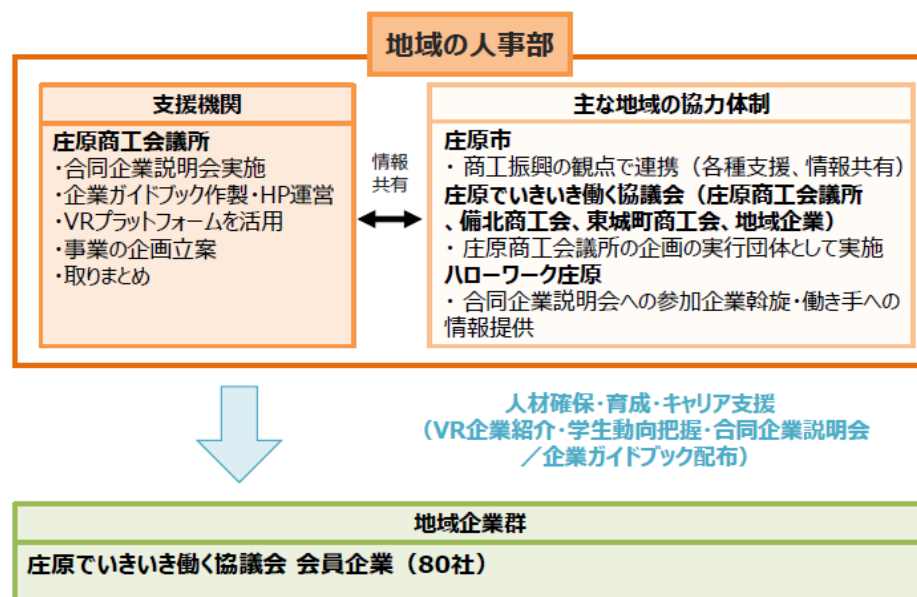 地域の人事部
支援機関
庄原商工会議所
・合同企業説明会実施
・企業ガイドブック作製・HP運営
・VRプラットフォームを活用
・事業の企画立案
・取りまとめ
情報
共有
主な地域の協力体制
庄原市
・ 商工振興の観点で連携（各種支援、情報共有）
庄原でいきいき働く協議会（庄原商工会議所
、備北商工会、東城町商工会、地域企業）
・ 庄原商工会議所の企画の実行団体として実施
ハローワーク庄原
・ 合同企業説明会への参加企業斡旋・働き手への
情報提供
人材確保・育成・キャリア支援
（VR企業紹介・学生動向把握・合同企業説明会
／企業ガイドブック配布）
地域企業群
庄原でいきいき働く協議会 会員企業（80社）